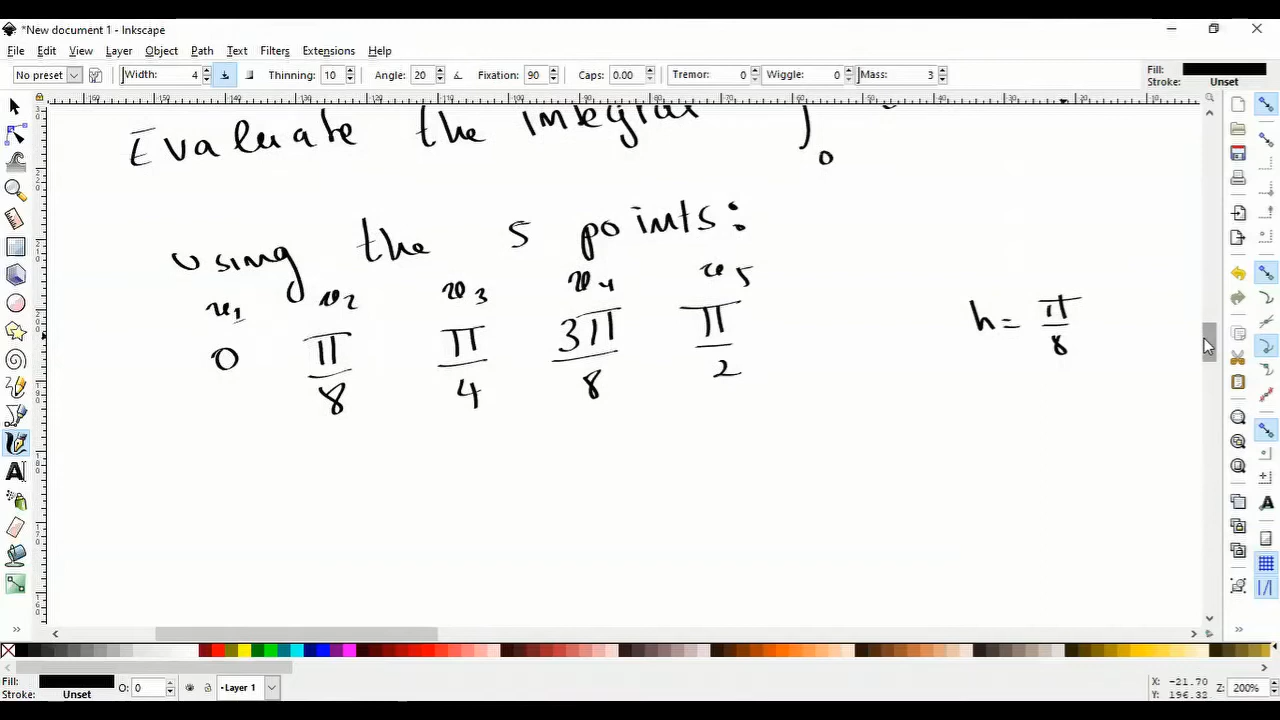 *New document 1 - Inkscape
File Edit View Layer Object Path Text Filters Extensions Help
No preset Width: 4 Thinning: 10 Angle: 20 Fixation: 90 Caps: 0.00 Tremor: 0 Wiggle: 0 Mass: 3 Fill: Stroke: Unset
Evaluate the integral ∫₀
using the 5 points:
x₁ x₂ x₃ x₄ x₅
0 π/8 π/4 3π/8 π/2
h = π/8
Fill: Stroke: Unset O: 0 Layer 1 X: -21.70 Y: 196.32 Z: 200%